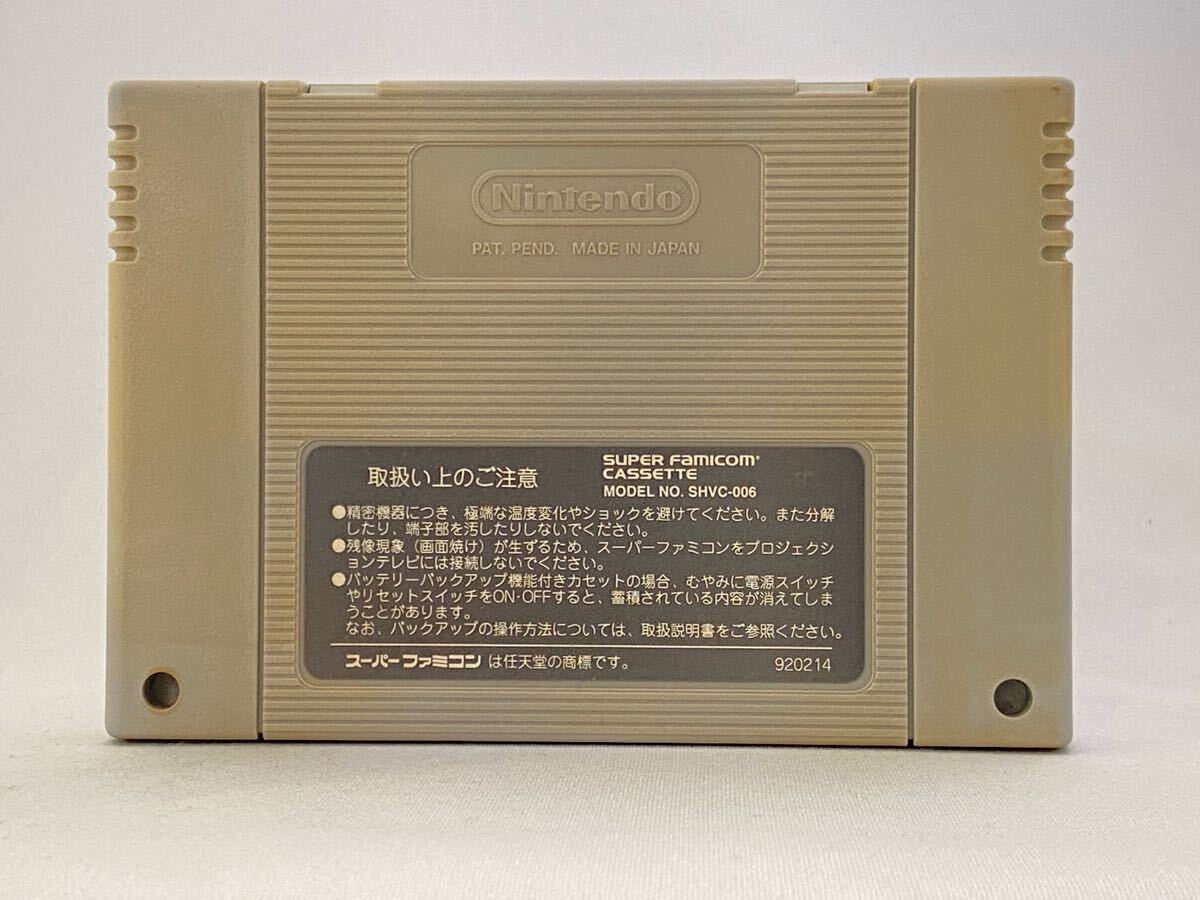 Nintendo®
PAT. PEND. MADE IN JAPAN
取扱い上のご注意
SUPER FAMICOM
CASSETTE
MODEL NO. SHVC-006
●精密機器につき、極端な温度変化やショックを避けてください。また分解
したり、端子部を汚したりしないでください。
●残像現象（画面焼け）が生ずるため、スーパーファミコンをプロジェクシ
ョンテレビには接続しないでください。
●バッテリーバックアップ機能付きカセットの場合、むやみに電源スイッチ
やリセットスイッチをON・OFFすると、蓄積されている内容が消えてしま
うことがあります。
なお、バックアップの操作方法については、取扱説明書をご参照ください。
スーパーファミコン は任天堂の商標です。
920214